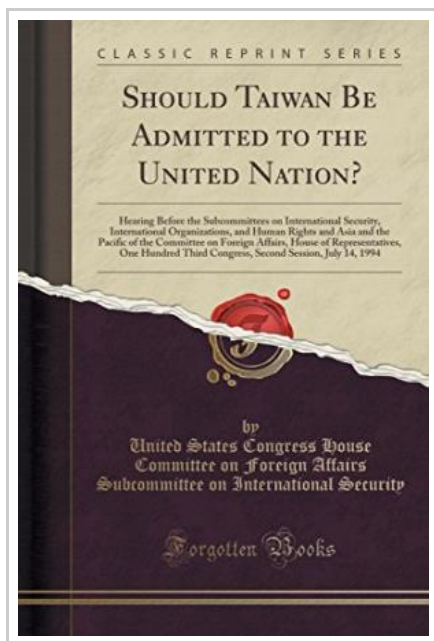 CLASSIC REPRINT SERIES
SHOULD TAIWAN BE
ADMITTED TO THE
UNITED NATION?
Hearing Before the Subcommittees on International Security,
International Organizations, and Human Rights and Asia and the
Pacific of the Committee on Foreign Affairs, House of Representatives,
One Hundred Third Congress, Second Session, July 14, 1994
by
United States Congress House
Committee on Foreign Affairs
Subcommittee on International Security
Forgotten Books